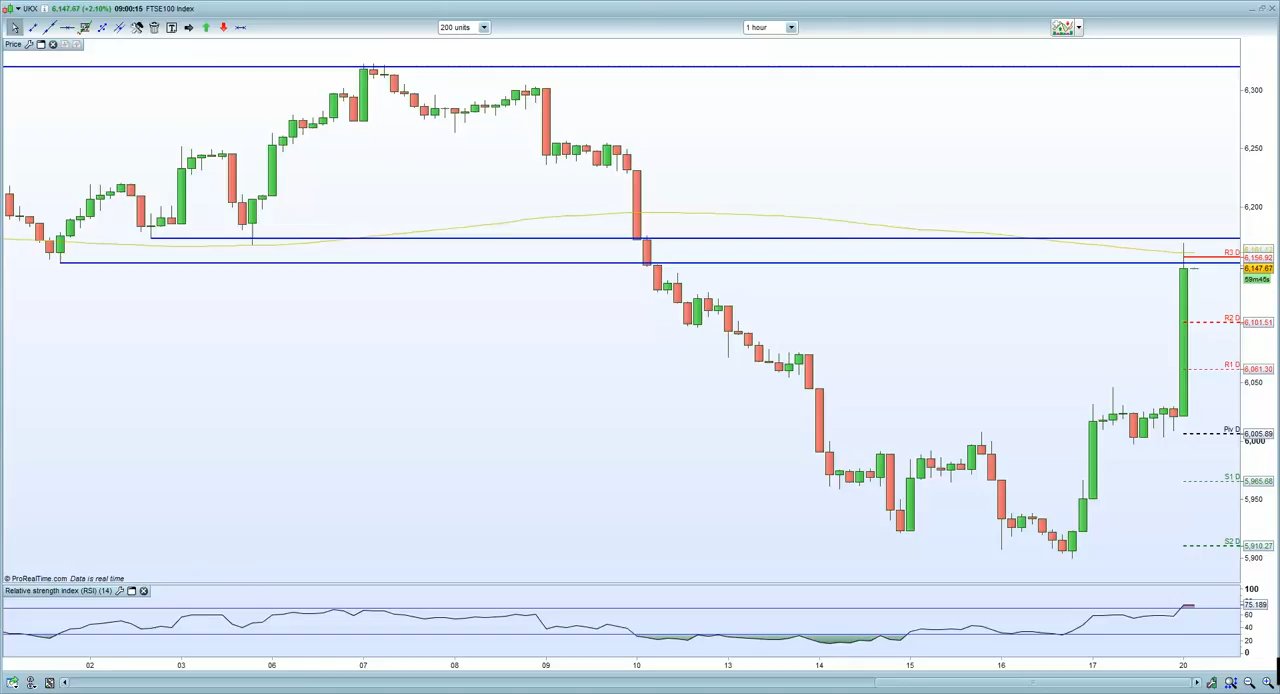 UKX 6,147.67 (+2.10%) 09:00:15 FTSE100 Index
200 units
1 hour
Price
6,300
6,250
6,200
R3 D 6,156.92
6,147.67
59m45s
R2 D 6,101.51
R1 D 6,061.30
6,050
Piv D 6,005.89
6,000
S1 D 5,965.68
5,950
S2 D 5,910.27
5,900
© ProRealTime.com Data is real time
Relative strength index (RSI) (14)
100
75.189
60
40
20
0
02 03 06 07 08 09 10 13 14 15 16 17 20